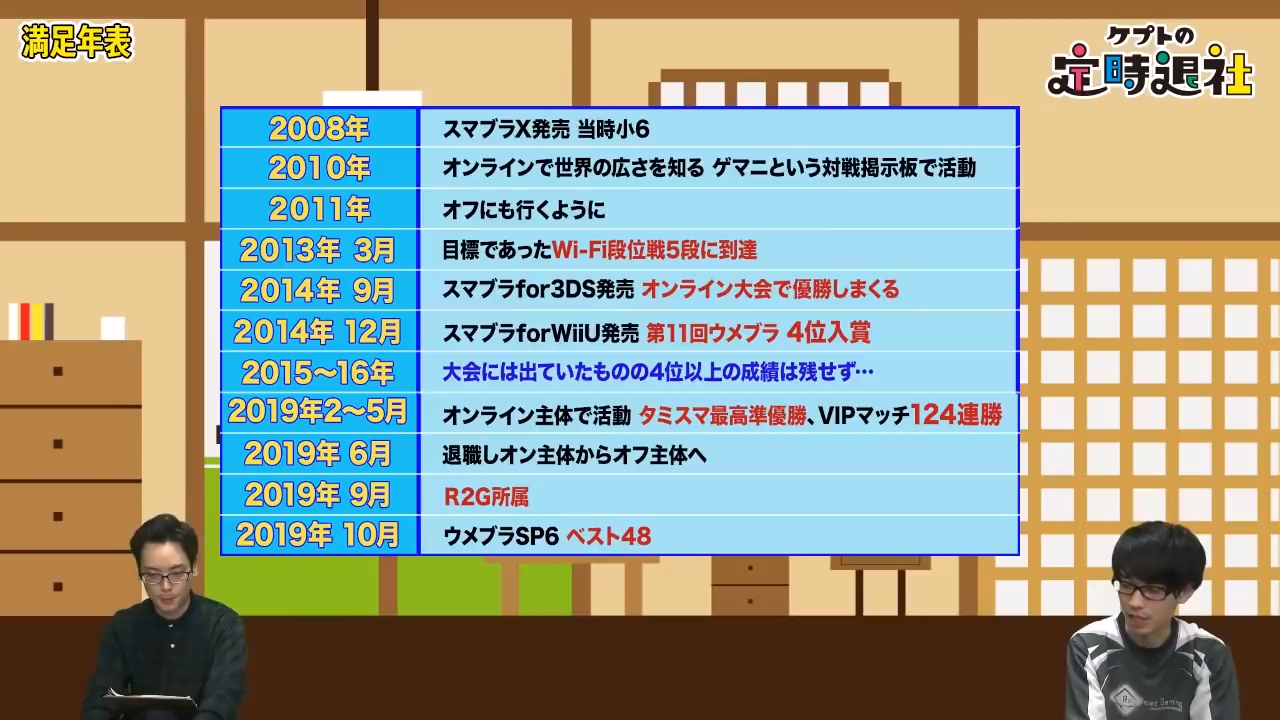 満足年表
ケプトの
定時退社
2008年 スマブラX発売 当時小6
2010年 オンラインで世界の広さを知る ゲマニという対戦掲示板で活動
2011年 オフにも行くように
2013年 3月 目標であったWi-Fi段位戦5段に到達
2014年 9月 スマブラfor3DS発売 オンライン大会で優勝しまくる
2014年 12月 スマブラforWiiU発売 第11回ウメブラ 4位入賞
2015〜16年 大会には出ていたものの4位以上の成績は残せず…
2019年2〜5月 オンライン主体で活動 タミスマ最高準優勝、VIPマッチ124連勝
2019年 6月 退職しオン主体からオフ主体へ
2019年 9月 R2G所属
2019年 10月 ウメブラSP6 ベスト48